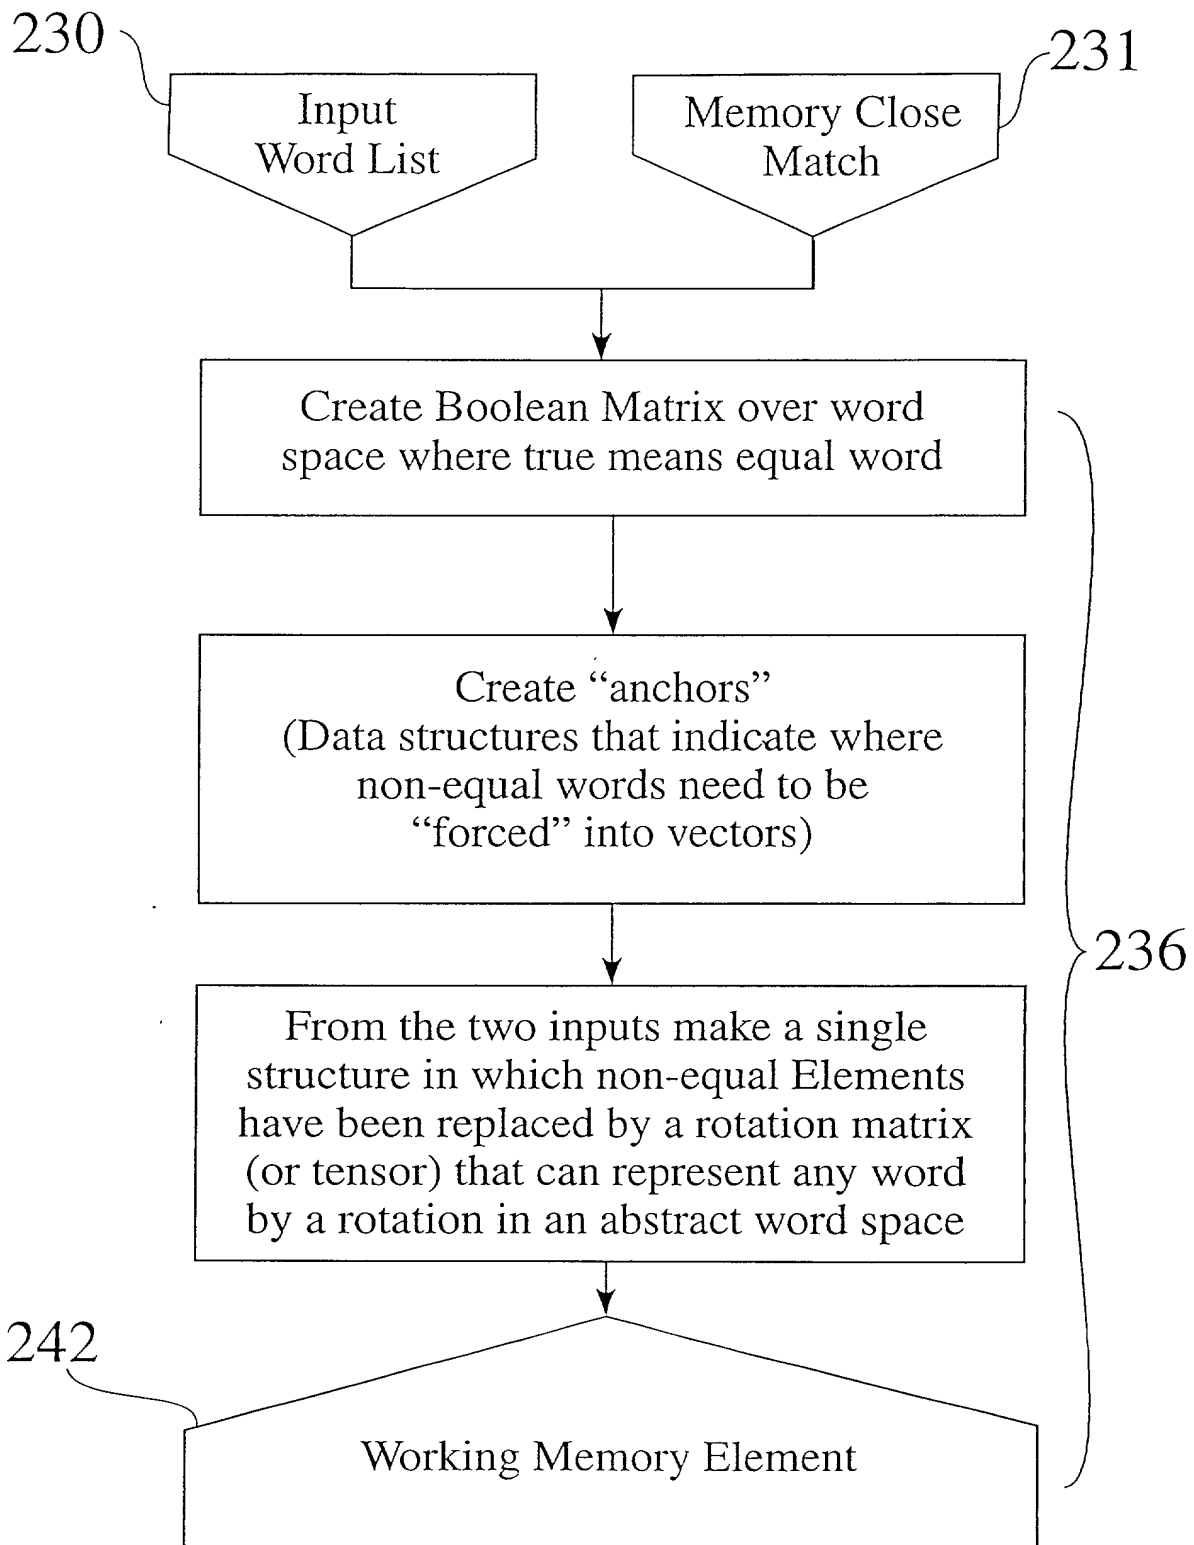 230
231
Input
Word List
Memory Close
Match
Create Boolean Matrix over word
space where true means equal word
Create “anchors”
(Data structures that indicate where
non-equal words need to be
“forced” into vectors)
236
From the two inputs make a single
structure in which non-equal Elements
have been replaced by a rotation matrix
(or tensor) that can represent any word
by a rotation in an abstract word space
242
Working Memory Element